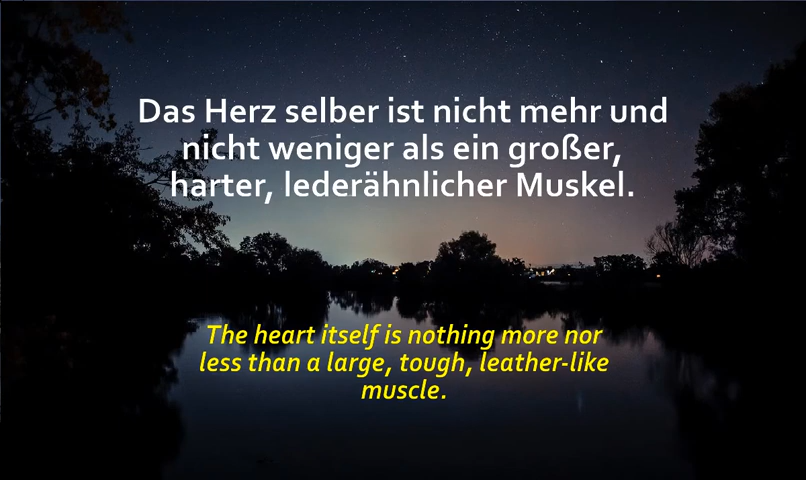 Das Herz selber ist nicht mehr und
nicht weniger als ein großer,
harter, lederähnlicher Muskel.
The heart itself is nothing more nor
less than a large, tough, leather-like
muscle.